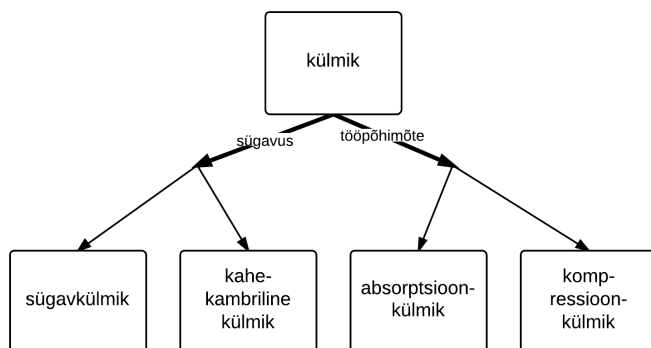 külmik
sügavus
tööpõhimõte
sügavkülmik
kahe-
kambriline
külmik
absorptsioon-
külmik
komp-
ressioon-
külmik